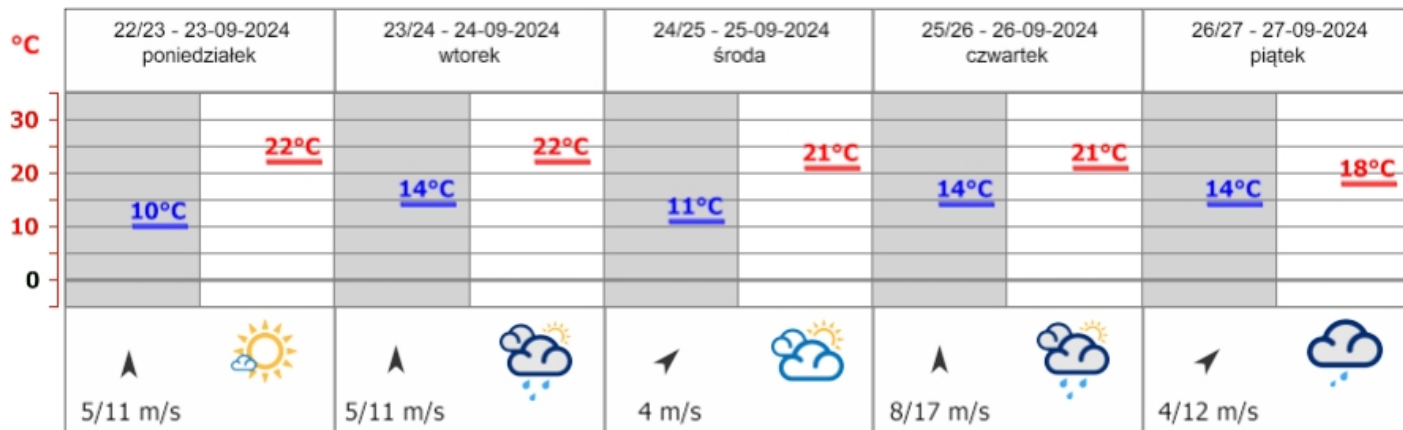 °C
22/23 - 23-09-2024
poniedziałek
23/24 - 24-09-2024
wtorek
24/25 - 25-09-2024
środa
25/26 - 26-09-2024
czwartek
26/27 - 27-09-2024
piątek
30
20
10
0
10°C
22°C
14°C
22°C
11°C
21°C
14°C
21°C
14°C
18°C
5/11 m/s
5/11 m/s
4 m/s
8/17 m/s
4/12 m/s